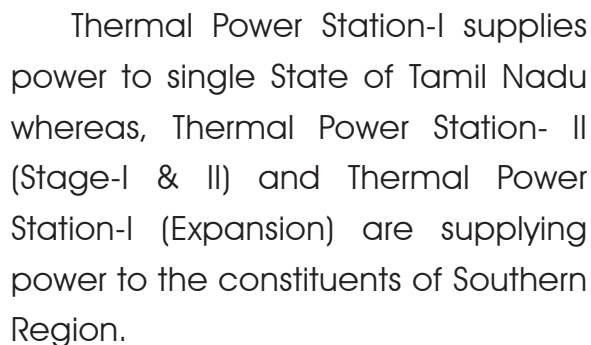 Thermal Power Station-I supplies
power to single State of Tamil Nadu
whereas, Thermal Power Station- II
(Stage-I & II) and Thermal Power
Station-I (Expansion) are supplying
power to the constituents of Southern
Region.